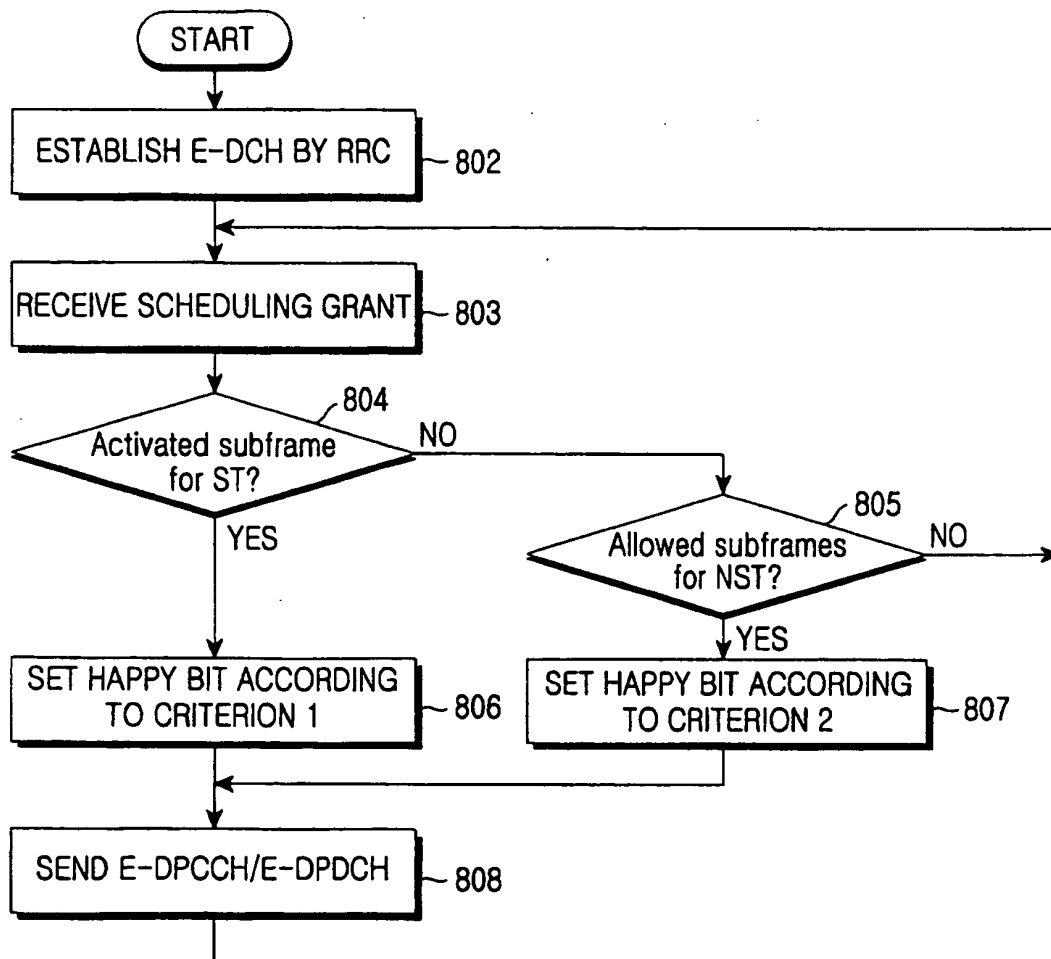 START
ESTABLISH E-DCH BY RRC
802
RECEIVE SCHEDULING GRANT
803
804
Activated subframe
for ST?
NO
YES
805
Allowed subframes
for NST?
NO
YES
SET HAPPY BIT ACCORDING
TO CRITERION 1
806
SET HAPPY BIT ACCORDING
TO CRITERION 2
807
SEND E-DPCCH/E-DPDCH
808